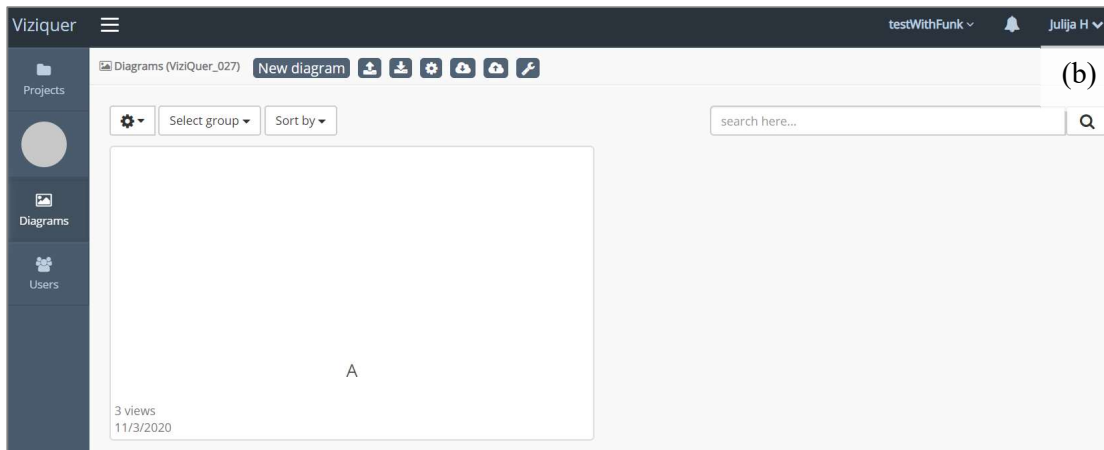 Viziquer testWithFunk Julija H
Projects
Diagrams (ViziQuer_027) New diagram
(b)
Select group Sort by search here...
Diagrams
Users
A
3 views
11/3/2020